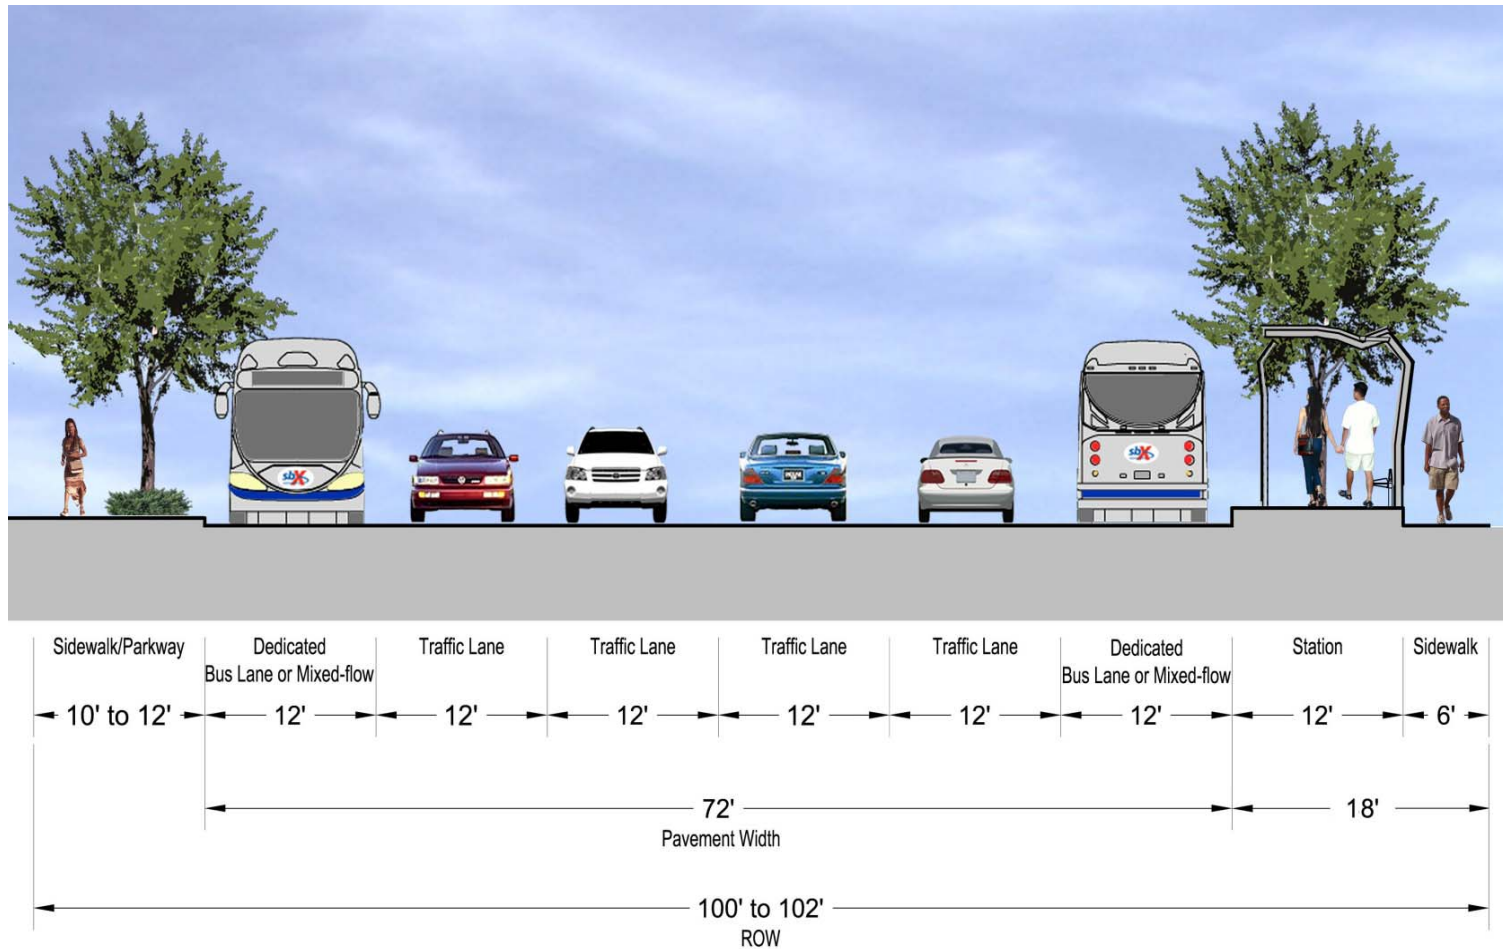 sbX
sbX
Sidewalk/Parkway
Dedicated
Bus Lane or Mixed-flow
Traffic Lane
Traffic Lane
Traffic Lane
Traffic Lane
Dedicated
Bus Lane or Mixed-flow
Station
Sidewalk
10' to 12'
12'
12'
12'
12'
12'
12'
12'
6'
72'
18'
Pavement Width
100' to 102'
ROW